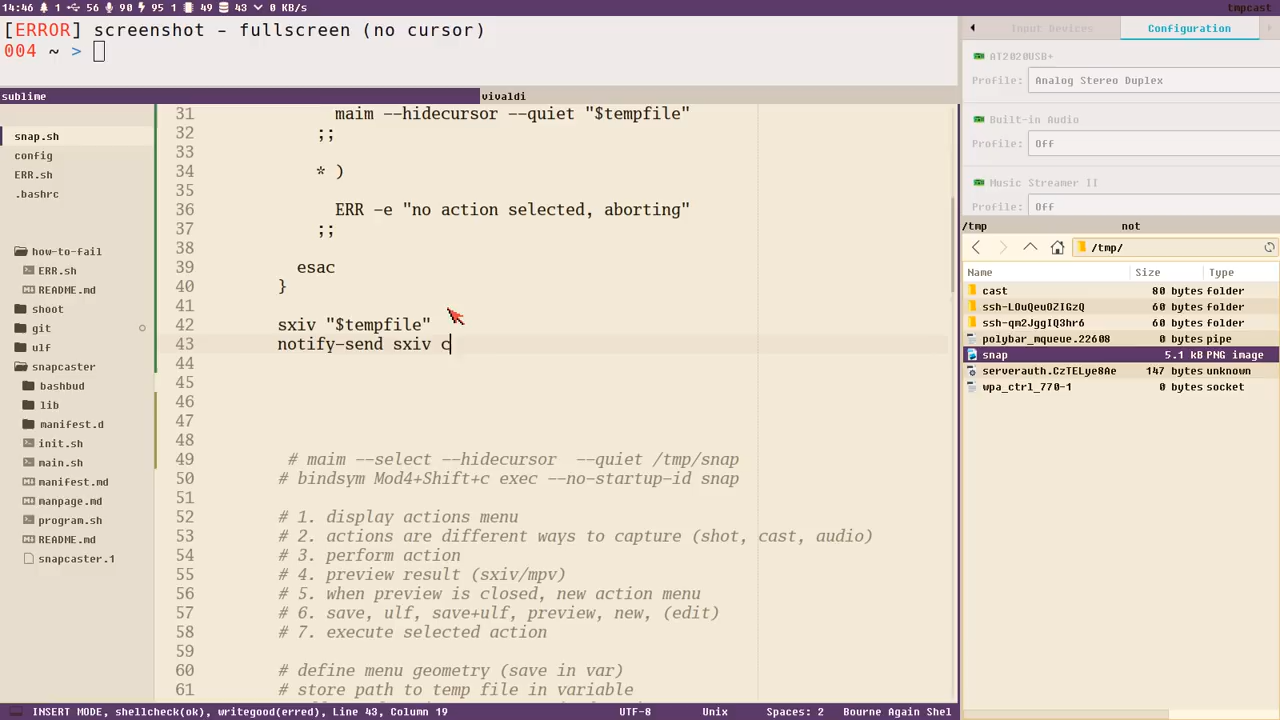 14:46 1 56 90 95 1 49 43 0 KB/s tmpcast
[ERROR] screenshot - fullscreen (no cursor)
004 ~ >
sublime vivaldi
snap.sh
config
ERR.sh
.bashrc
how-to-fail
ERR.sh
README.md
shoot
git
ulf
snapcaster
bashbud
lib
manifest.d
init.sh
main.sh
manifest.md
manpage.md
program.sh
README.md
snapcaster.1
31 maim --hidecursor --quiet "$tempfile"
32 ;;
33
34 * )
35
36 ERR -e "no action selected, aborting"
37 ;;
38
39 esac
40 }
41
42 sxiv "$tempfile"
43 notify-send sxiv c
44
45
46
47
48
49 # maim --select --hidecursor  --quiet /tmp/snap
50 # bindsym Mod4+Shift+c exec --no-startup-id snap
51
52 # 1. display actions menu
53 # 2. actions are different ways to capture (shot, cast, audio)
54 # 3. perform action
55 # 4. preview result (sxiv/mpv)
56 # 5. when preview is closed, new action menu
57 # 6. save, ulf, save+ulf, preview, new, (edit)
58 # 7. execute selected action
59
60 # define menu geometry (save in var)
61 # store path to temp file in variable
INSERT MODE, shellcheck(ok), writegood(erred), Line 43, Column 19 UTF-8 Unix Spaces: 2 Bourne Again Shel
Input Devices Configuration
AT2020USB+
Profile: Analog Stereo Duplex
Built-in Audio
Profile: Off
Music Streamer II
Profile: Off
/tmp not
/tmp/
Name Size Type
cast 80 bytes folder
ssh-LOuQeuOZIGzQ 60 bytes folder
ssh-qm2JggIQ3hr6 60 bytes folder
polybar_mqueue.22608 0 bytes pipe
snap 5.1 kB PNG image
serverauth.CzTELye8Ae 147 bytes unknown
wpa_ctrl_770-1 0 bytes socket